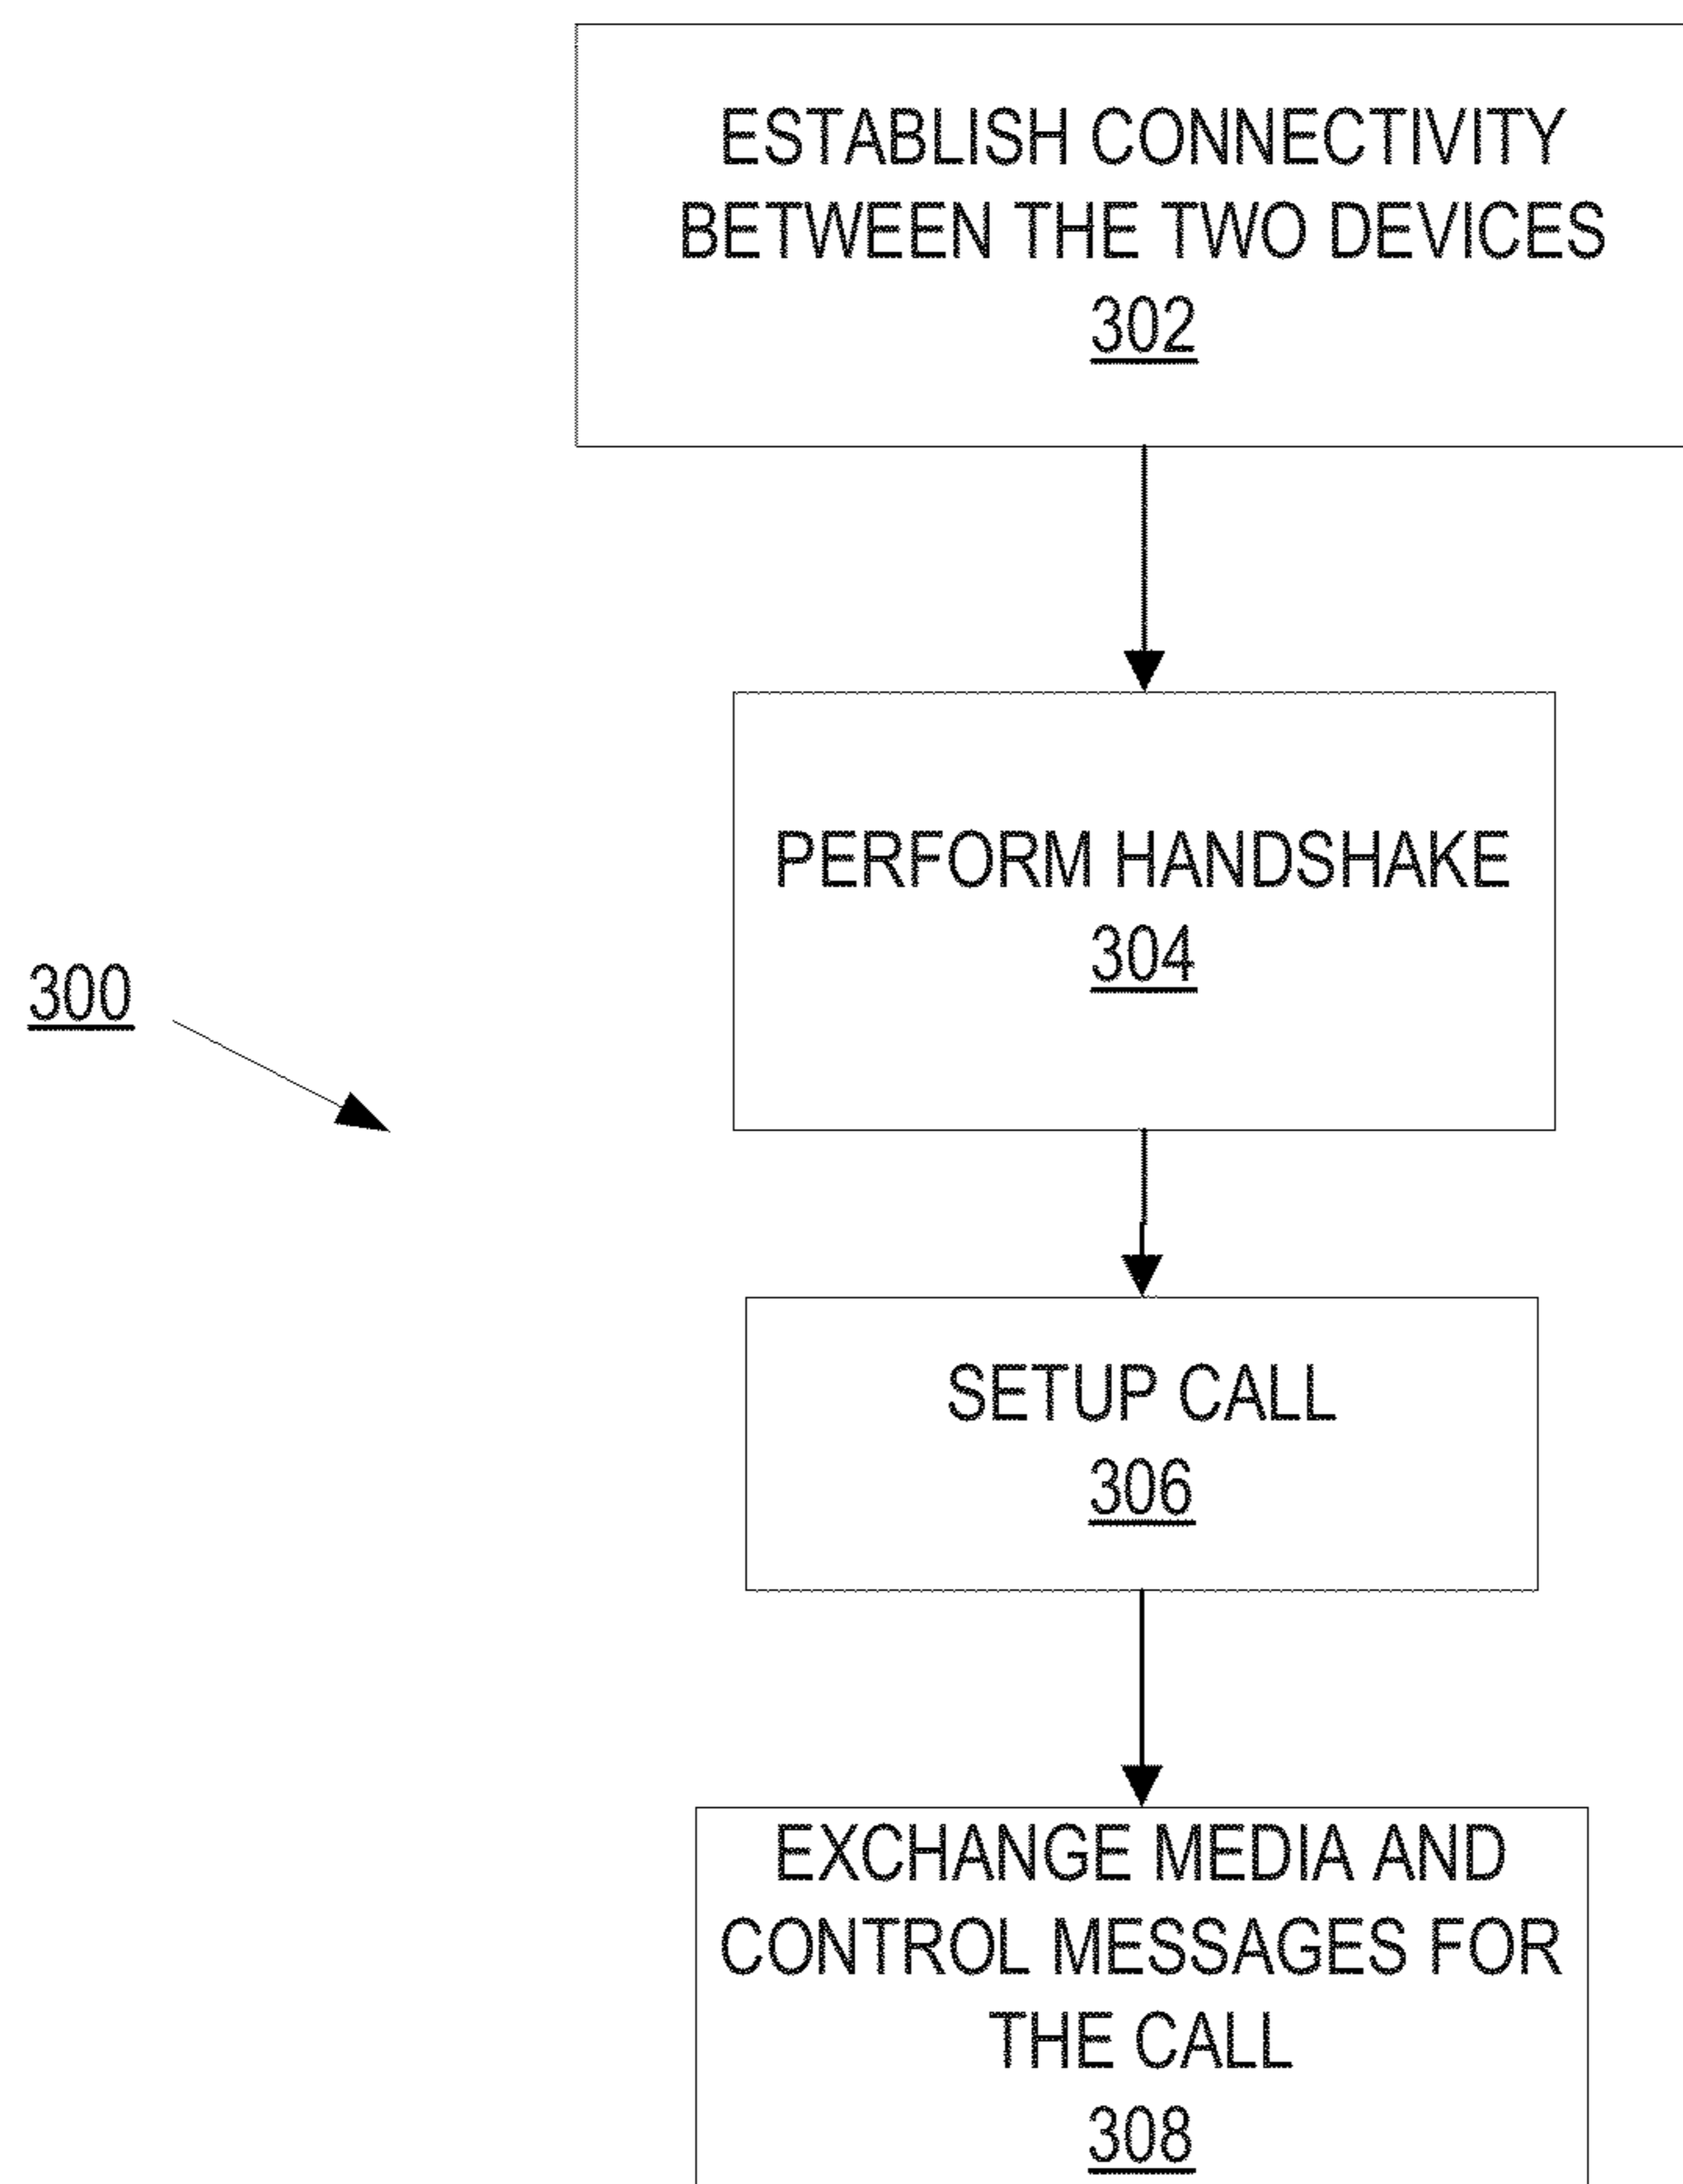 ESTABLISH CONNECTIVITY
BETWEEN THE TWO DEVICES
302
PERFORM HANDSHAKE
304
300
SETUP CALL
306
EXCHANGE MEDIA AND
CONTROL MESSAGES FOR
THE CALL
308